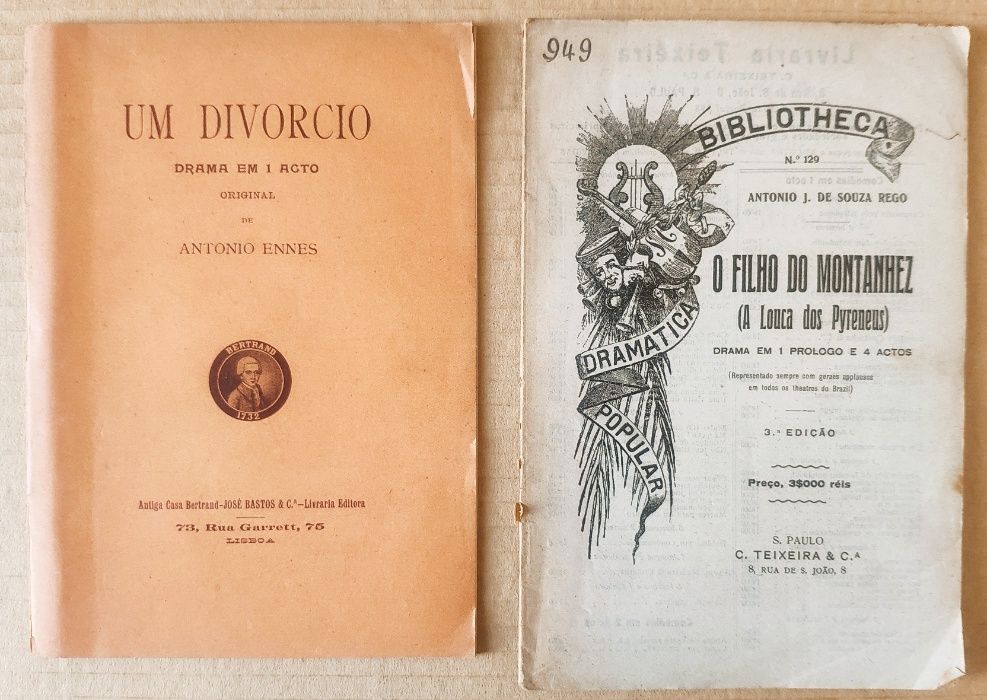 UM DIVORCIO
DRAMA EM 1 ACTO
ORIGINAL
DE
ANTONIO ENNES
BERTRAND
1732
Antiga Casa Bertrand-JOSÉ BASTOS & C.ª-Livraria Editora
73, Rua Garrett, 75
LISBOA
949
BIBLIOTHECA
DRAMATICA
POPULAR
N.º 129
ANTONIO J. DE SOUZA REGO
O FILHO DO MONTANHEZ
(A Louca dos Pyreneus)
DRAMA EM 1 PROLOGO E 4 ACTOS
(Representado sempre com geraes applausos
em todos os theatros do Brazil)
3.ª EDIÇÃO
Preço, 3$000 réis
S. PAULO
C. TEIXEIRA & C.ᴬ
8, RUA DE S. JOÃO, 8
Livraria Teixeira